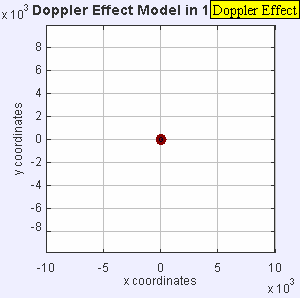 x 10³ Doppler Effect Model in 1 Doppler Effect
8
6
4
2
0
-2
-4
-6
-8
y coordinates
-10 -5 0 5 10
x coordinates
x 10³